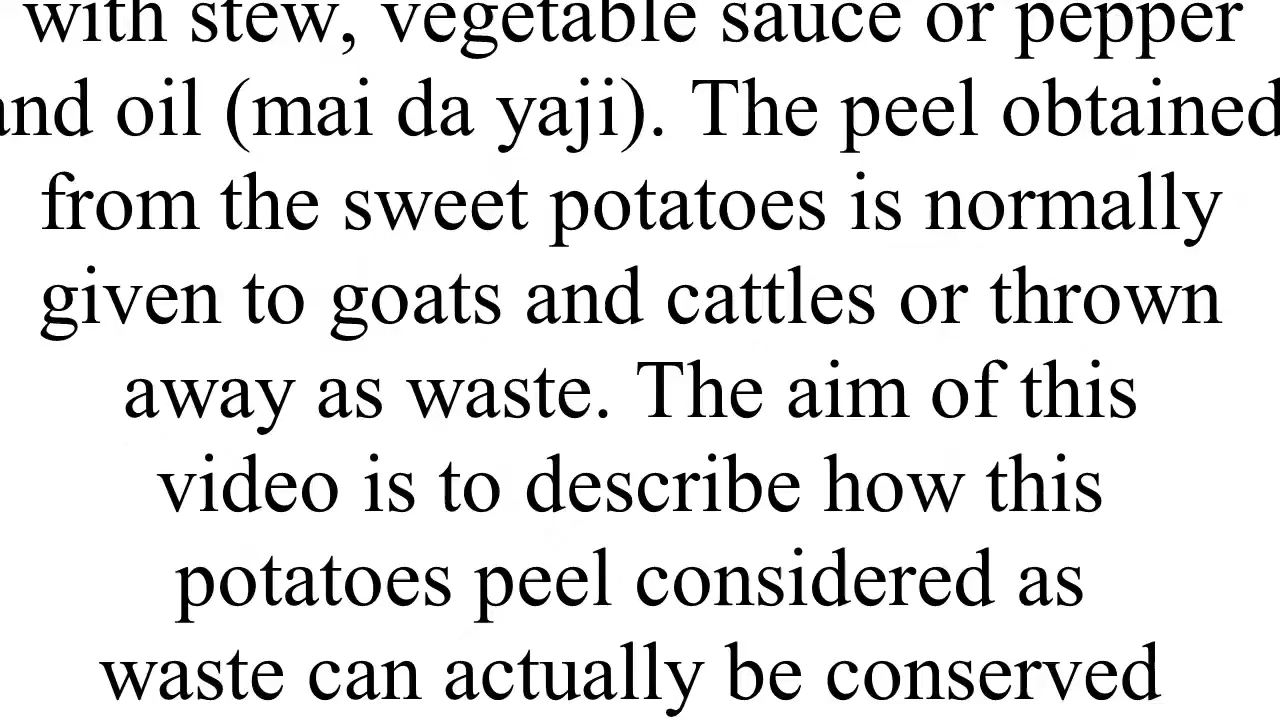 with stew, vegetable sauce or pepper
and oil (mai da yaji). The peel obtained
from the sweet potatoes is normally
given to goats and cattles or thrown
away as waste. The aim of this
video is to describe how this
potatoes peel considered as
waste can actually be conserved